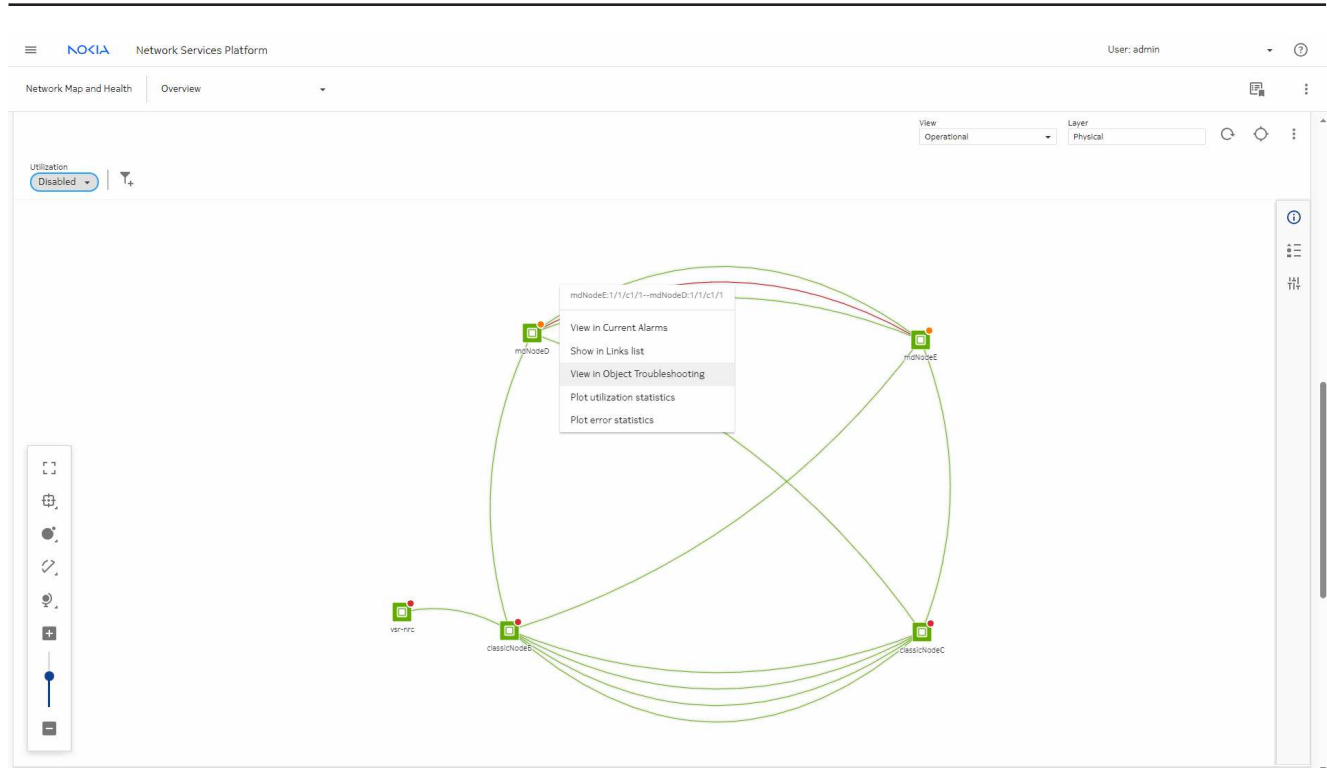 NOKIA Network Services Platform User: admin
Network Map and Health Overview
View
Layer
Operational
Physical
Utilization
Disabled
mdNodeE:1/1/c1/1--mdNodeD:1/1/c1/1
View in Current Alarms
Show in Links list
View in Object Troubleshooting
Plot utilization statistics
Plot error statistics
mdNodeD
mdNodeE
vsr-nrc
classicNodeB
classicNodeC